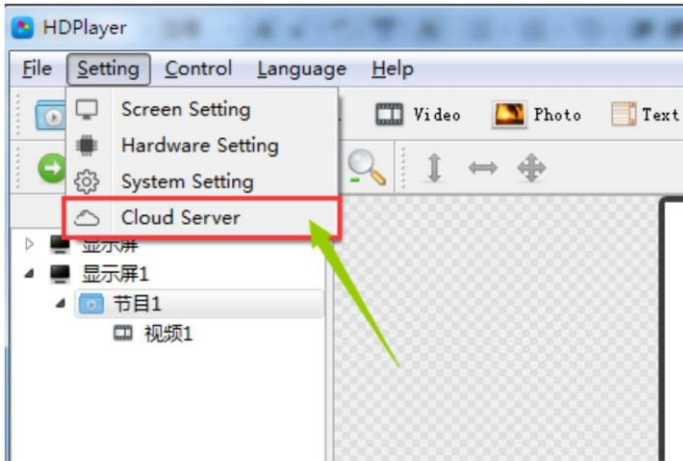 HDPlayer
File Setting Control Language Help
Screen Setting
Video Photo Text
Hardware Setting
System Setting
Cloud Server
显示屏
显示屏1
节目1
视频1